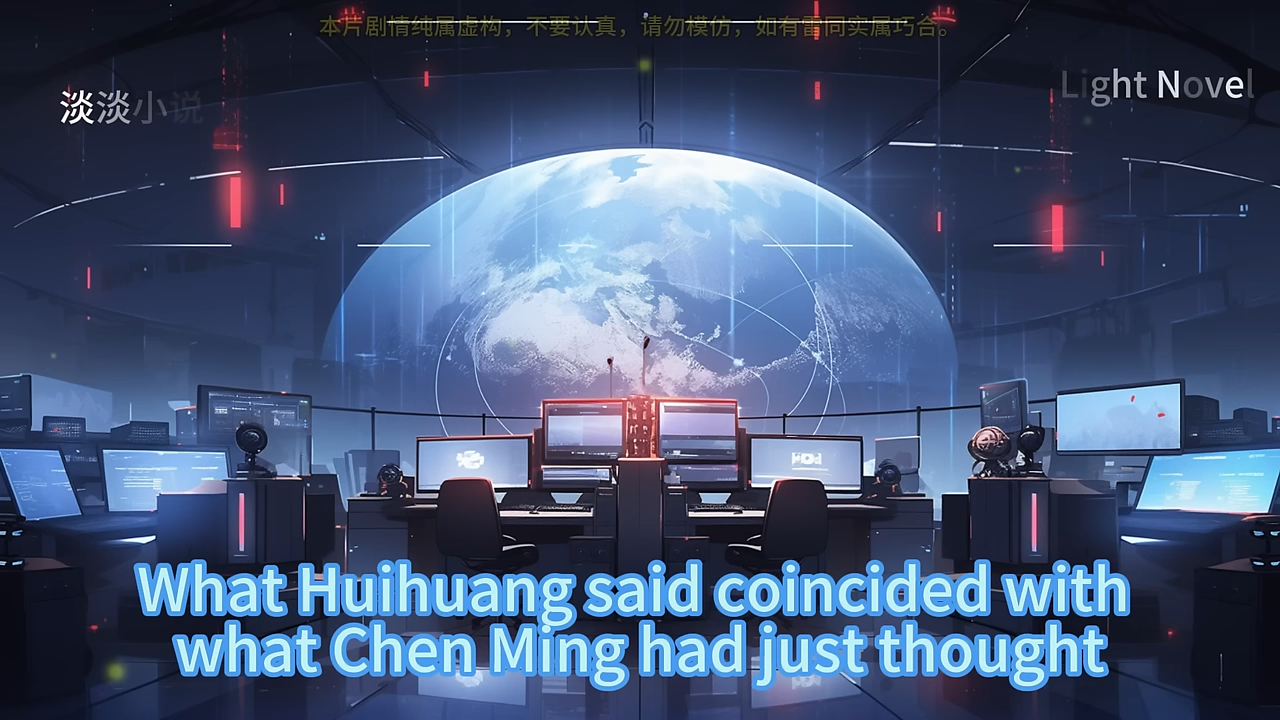 本片剧情纯属虚构，不要认真，请勿模仿，如有雷同实属巧合。
淡淡小说
Light Novel
What Huihuang said coincided with
what Chen Ming had just thought